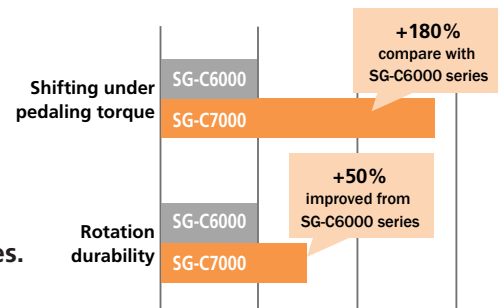 +180%
compare with
SG-C6000 series
Shifting under
pedaling torque
SG-C6000
SG-C7000
+50%
improved from
SG-C6000 series
es.
Rotation
durability
SG-C6000
SG-C7000